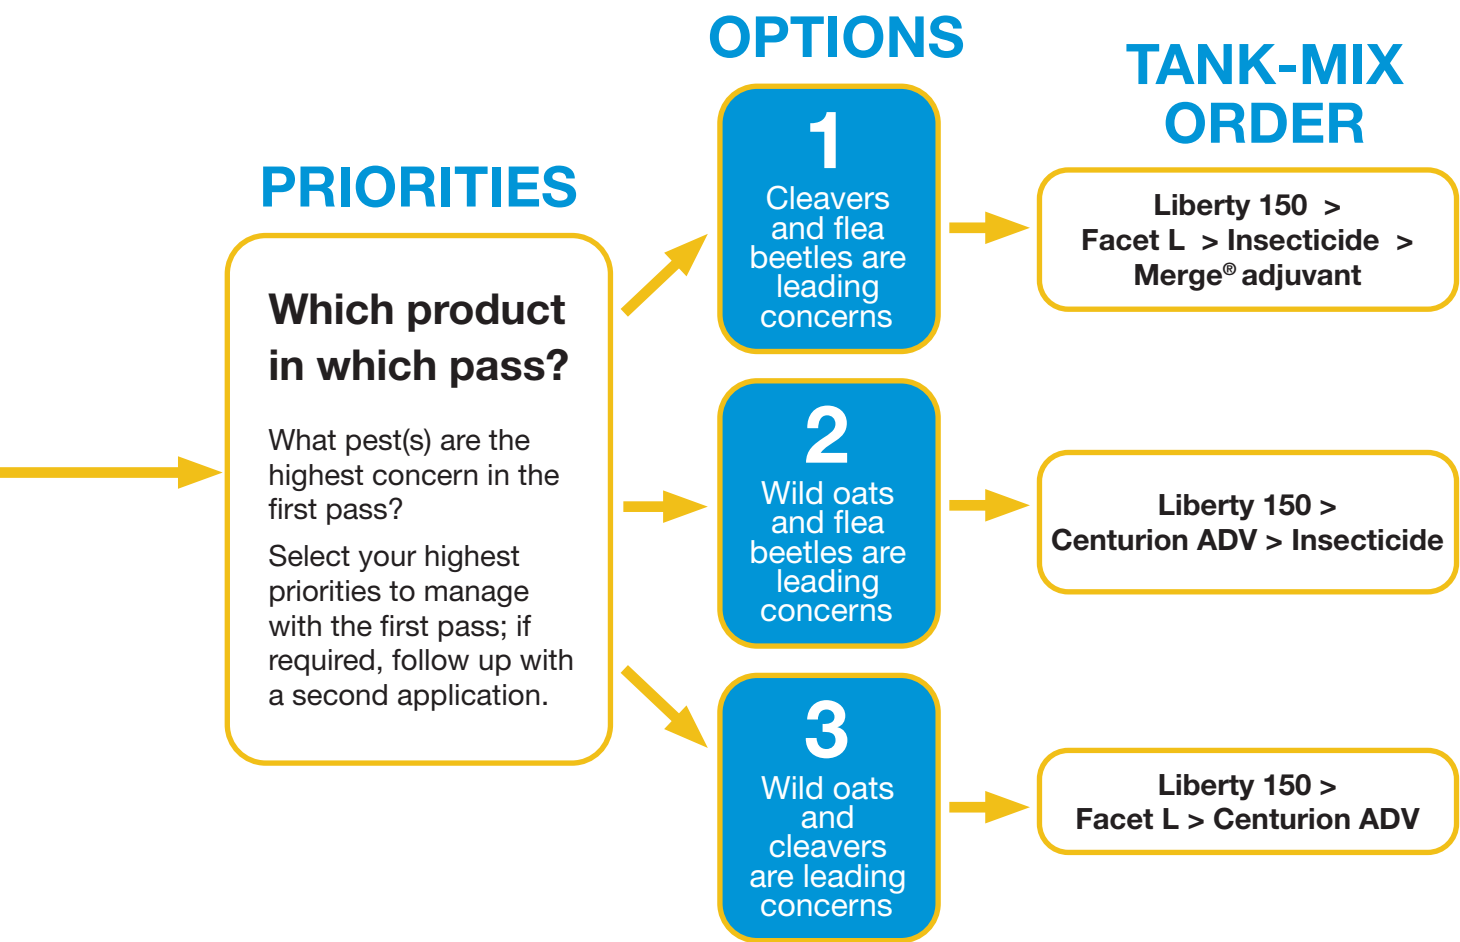 PRIORITIES
Which product
in which pass?
What pest(s) are the
highest concern in the
first pass?
Select your highest
priorities to manage
with the first pass; if
required, follow up with
a second application.
OPTIONS
1
Cleavers
and flea
beetles are
leading
concerns
2
Wild oats
and flea
beetles are
leading
concerns
3
Wild oats
and
cleavers
are leading
concerns
TANK-MIX
ORDER
Liberty 150 >
Facet L > Insecticide >
Merge® adjuvant
Liberty 150 >
Centurion ADV > Insecticide
Liberty 150 >
Facet L > Centurion ADV